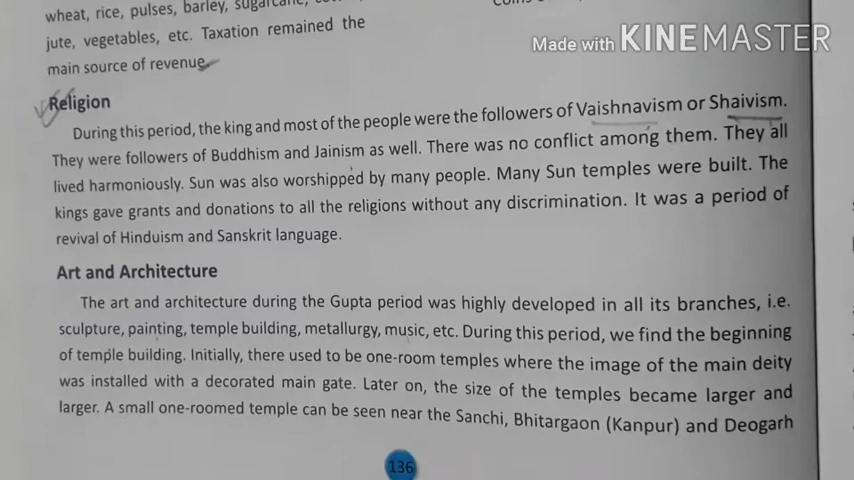 wheat, rice, pulses, barley,
jute, vegetables, etc. Taxation remained the
main source of revenue
Made with KINEMASTER
Religion
During this period, the king and most of the people were the followers of Vaishnavism or Shaivism.
They were followers of Buddhism and Jainism as well. There was no conflict among them. They all
lived harmoniously. Sun was also worshipped by many people. Many Sun temples were built. The
kings gave grants and donations to all the religions without any discrimination. It was a period of
revival of Hinduism and Sanskrit language.
Art and Architecture
The art and architecture during the Gupta period was highly developed in all its branches, i.e.
sculpture, painting, temple building, metallurgy, music, etc. During this period, we find the beginning
of temple building. Initially, there used to be one-room temples where the image of the main deity
was installed with a decorated main gate. Later on, the size of the temples became larger and
larger. A small one-roomed temple can be seen near the Sanchi, Bhitargaon (Kanpur) and Deogarh
136